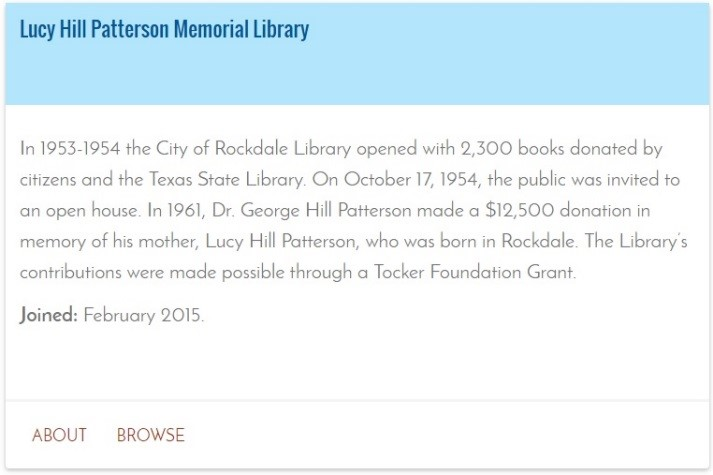 Lucy Hill Patterson Memorial Library
In 1953-1954 the City of Rockdale Library opened with 2,300 books donated by
citizens and the Texas State Library. On October 17, 1954, the public was invited to
an open house. In 1961, Dr. George Hill Patterson made a $12,500 donation in
memory of his mother, Lucy Hill Patterson, who was born in Rockdale. The Library's
contributions were made possible through a Tocker Foundation Grant.
Joined: February 2015.
ABOUT BROWSE